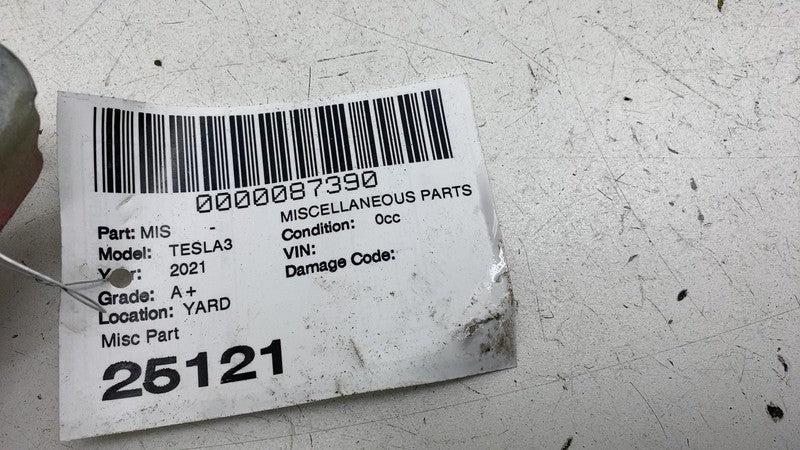 0000087390
MISCELLANEOUS PARTS
Part: MIS -
Condition: 0cc
Model: TESLA3
VIN:
Year: 2021
Damage Code:
Grade: A+
Location: YARD
Misc Part
25121